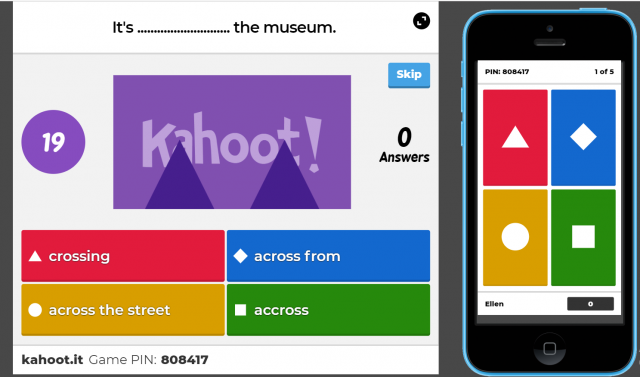 It's ............................ the museum.
Skip
19
Kahoot!
0
Answers
crossing
across from
across the street
accross
kahoot.it Game PIN: 808417
PIN: 808417 1 of 5
Ellen 0